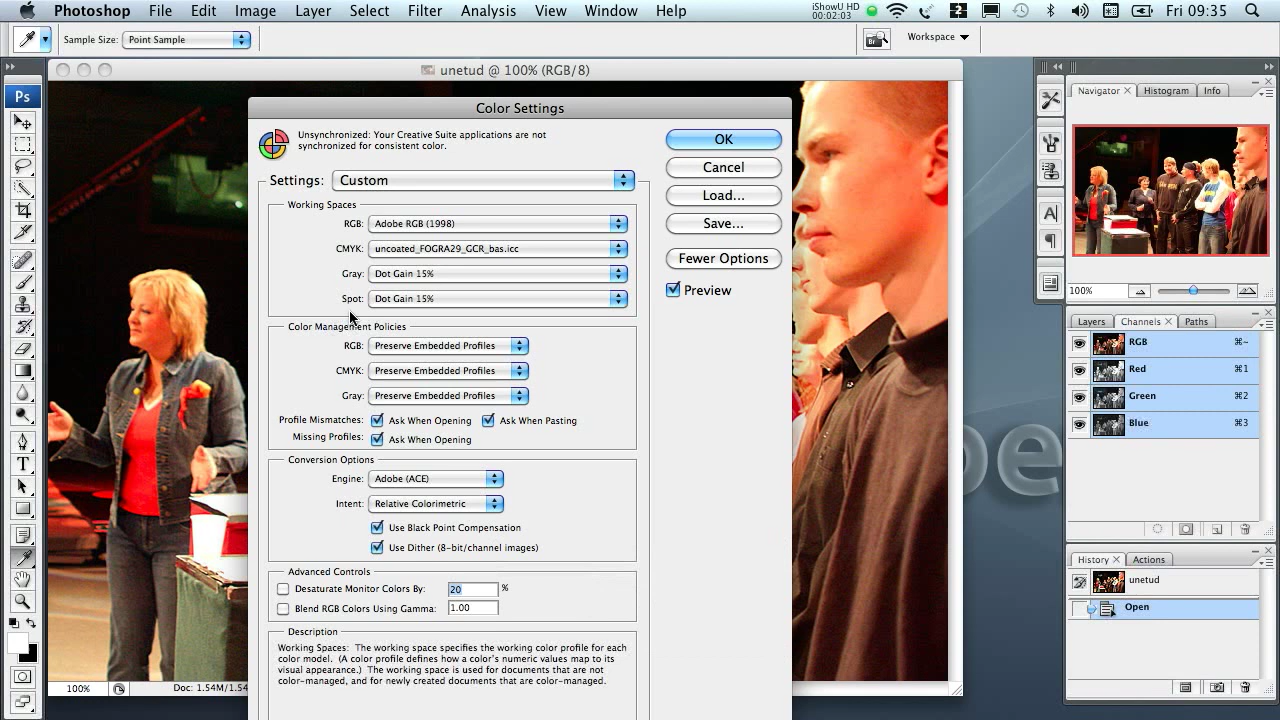 Photoshop File Edit Image Layer Select Filter Analysis View Window Help iShowU HD 00:02:03 2 Fri 09:35
Sample Size: Point Sample Br Workspace
unetud @ 100% (RGB/8)
Ps
Color Settings
Unsynchronized: Your Creative Suite applications are not
synchronized for consistent color.
Settings: Custom
Working Spaces
RGB: Adobe RGB (1998)
CMYK: uncoated_FOGRA29_GCR_bas.icc
Gray: Dot Gain 15%
Spot: Dot Gain 15%
Color Management Policies
RGB: Preserve Embedded Profiles
CMYK: Preserve Embedded Profiles
Gray: Preserve Embedded Profiles
Profile Mismatches: Ask When Opening Ask When Pasting
Missing Profiles: Ask When Opening
Conversion Options
Engine: Adobe (ACE)
Intent: Relative Colorimetric
Use Black Point Compensation
Use Dither (8-bit/channel images)
Advanced Controls
Desaturate Monitor Colors By: 20 %
Blend RGB Colors Using Gamma: 1.00
Description
Working Spaces: The working space specifies the working color profile for each
color model. (A color profile defines how a color's numeric values map to its
visual appearance.) The working space is used for documents that are not
color-managed, and for newly created documents that are color-managed.
OK
Cancel
Load...
Save...
Fewer Options
Preview
100% Doc: 1.54M/1.54
Navigator Histogram Info
100%
Layers Channels Paths
RGB ⌘~
Red ⌘1
Green ⌘2
Blue ⌘3
History Actions
unetud
Open